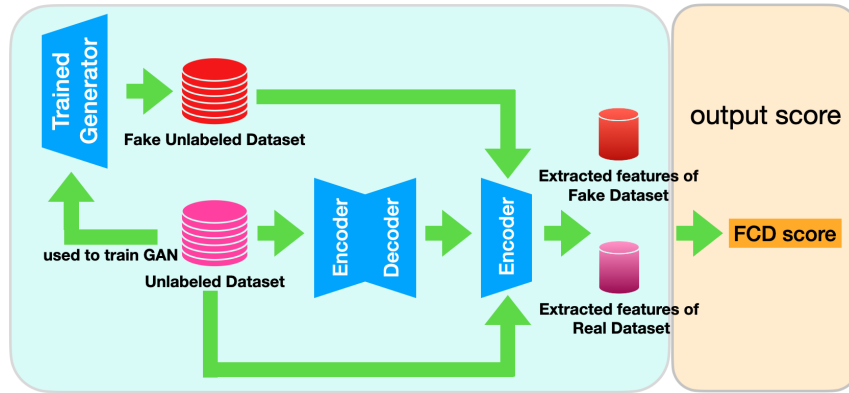 Trained
Generator
Fake Unlabeled Dataset
used to train GAN
Unlabeled Dataset
Encoder
Decoder
Encoder
Extracted features of
Fake Dataset
Extracted features of
Real Dataset
output score
FCD score